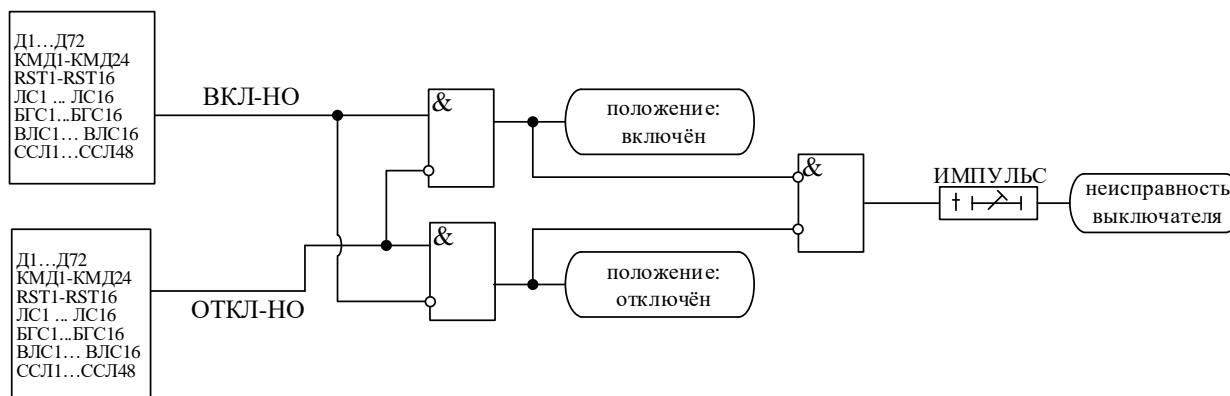 Д1…Д72
КМД1-КМД24
RST1-RST16
ЛС1 ... ЛС16
БГС1...БГС16
ВЛС1… ВЛС16
ССЛ1…ССЛ48
ВКЛ-НО
&
положение:
включён
&
ИМПУЛЬС
неисправность
выключателя
Д1…Д72
КМД1-КМД24
RST1-RST16
ЛС1 ... ЛС16
БГС1...БГС16
ВЛС1… ВЛС16
ССЛ1…ССЛ48
ОТКЛ-НО
&
положение:
отключён